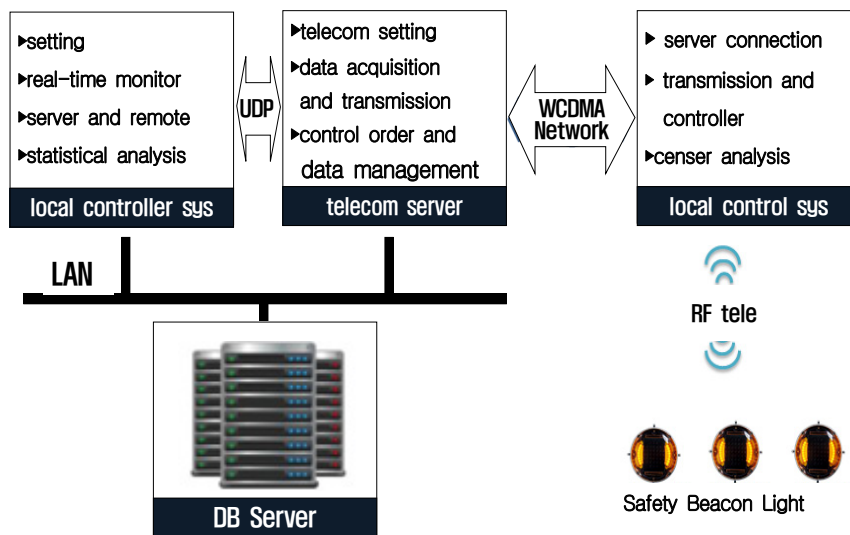 ▶setting
▶real-time monitor
▶server and remote
▶statistical analysis
local controller sys
UDP
▶telecom setting
▶data acquisition
and transmission
▶control order and
data management
telecom server
WCDMA
Network
▶ server connection
▶ transmission and
controller
▶censer analysis
local control sys
LAN
RF tele
DB Server
Safety Beacon Light